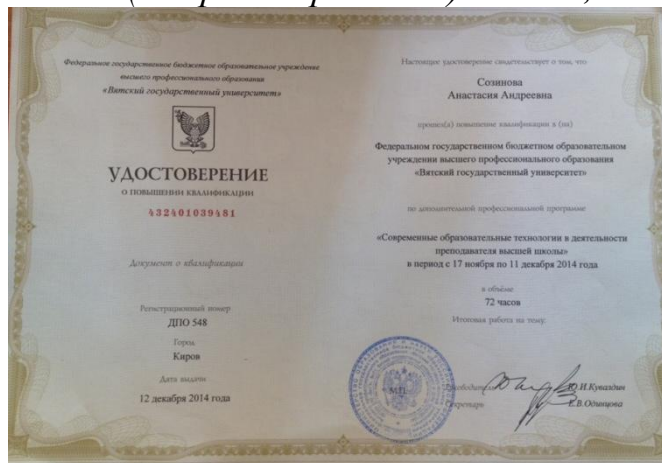 Федеральное государственное бюджетное образовательное учреждение
высшего профессионального образования
«Вятский государственный университет»
УДОСТОВЕРЕНИЕ
О ПОВЫШЕНИИ КВАЛИФИКАЦИИ
432401039481
Документ о квалификации
Регистрационный номер
ДПО 548
Город
Киров
Дата выдачи
12 декабря 2014 года
Настоящее удостоверение свидетельствует о том, что
Созинова
Анастасия Андреевна
прошел(а) повышение квалификации в (на)
Федеральном государственном бюджетном образовательном
учреждении высшего профессионального образования
«Вятский государственный университет»
по дополнительной профессиональной программе
«Современные образовательные технологии в деятельности
преподавателя высшей школы»
в период с 17 ноября по 11 декабря 2014 года
в объёме
72 часов
Итоговая работа на тему:
М.П.
Руководитель Ю.И.Кувалдин
Секретарь Е.В.Одинцова